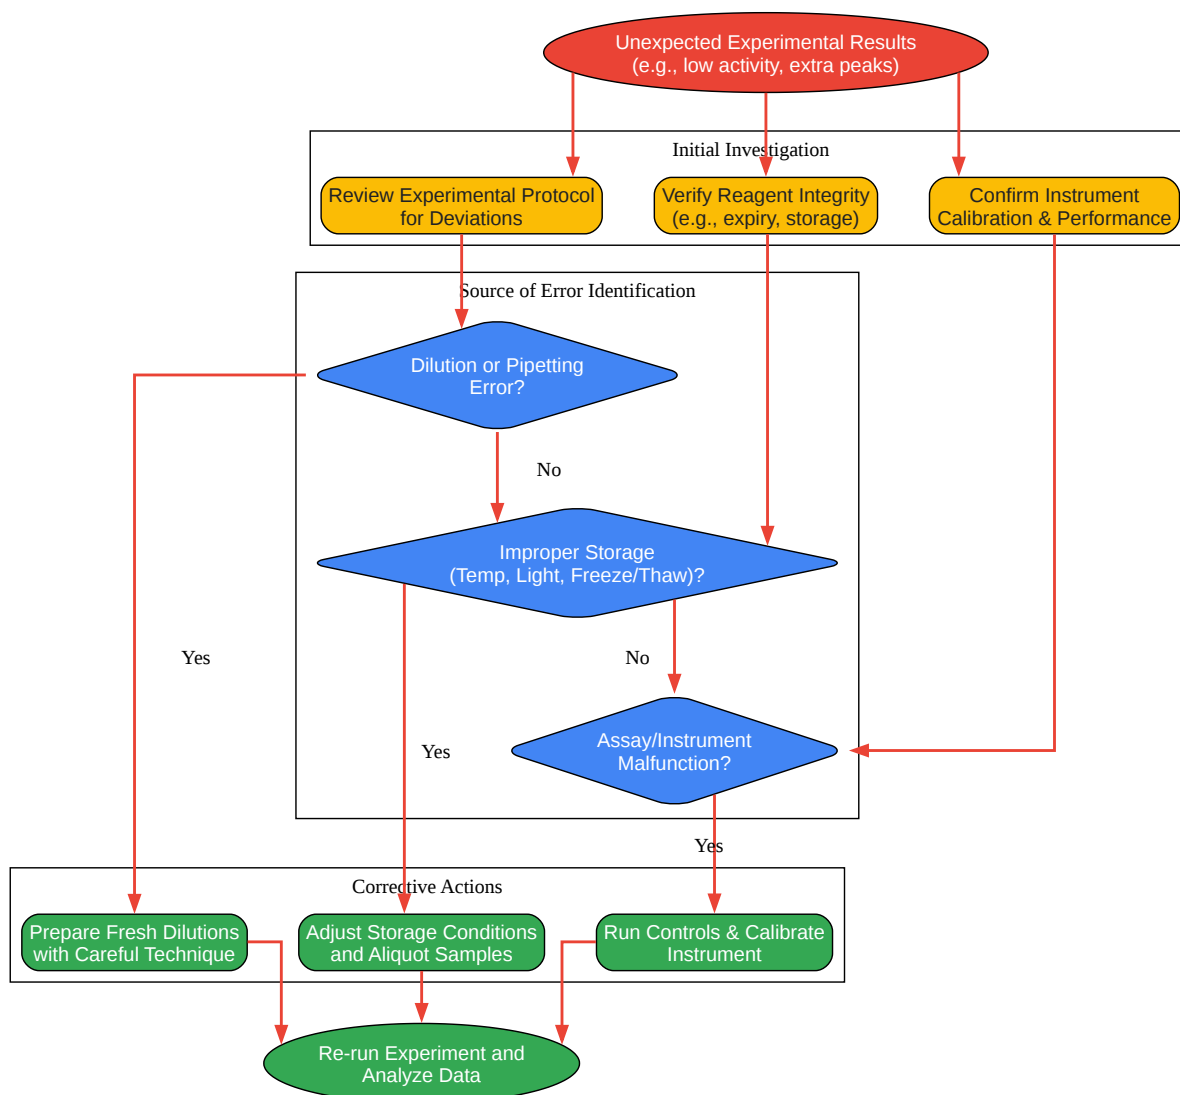 Unexpected Experimental Results
(e.g., low activity, extra peaks)
Initial Investigation
Review Experimental Protocol
for Deviations
Verify Reagent Integrity
(e.g., expiry, storage)
Confirm Instrument
Calibration & Performance
Source of Error Identification
Dilution or Pipetting
Error?
No
Improper Storage
(Temp, Light, Freeze/Thaw)?
Yes
No
Assay/Instrument
Malfunction?
Yes
Yes
Corrective Actions
Prepare Fresh Dilutions
with Careful Technique
Adjust Storage Conditions
and Aliquot Samples
Run Controls & Calibrate
Instrument
Re-run Experiment and
Analyze Data